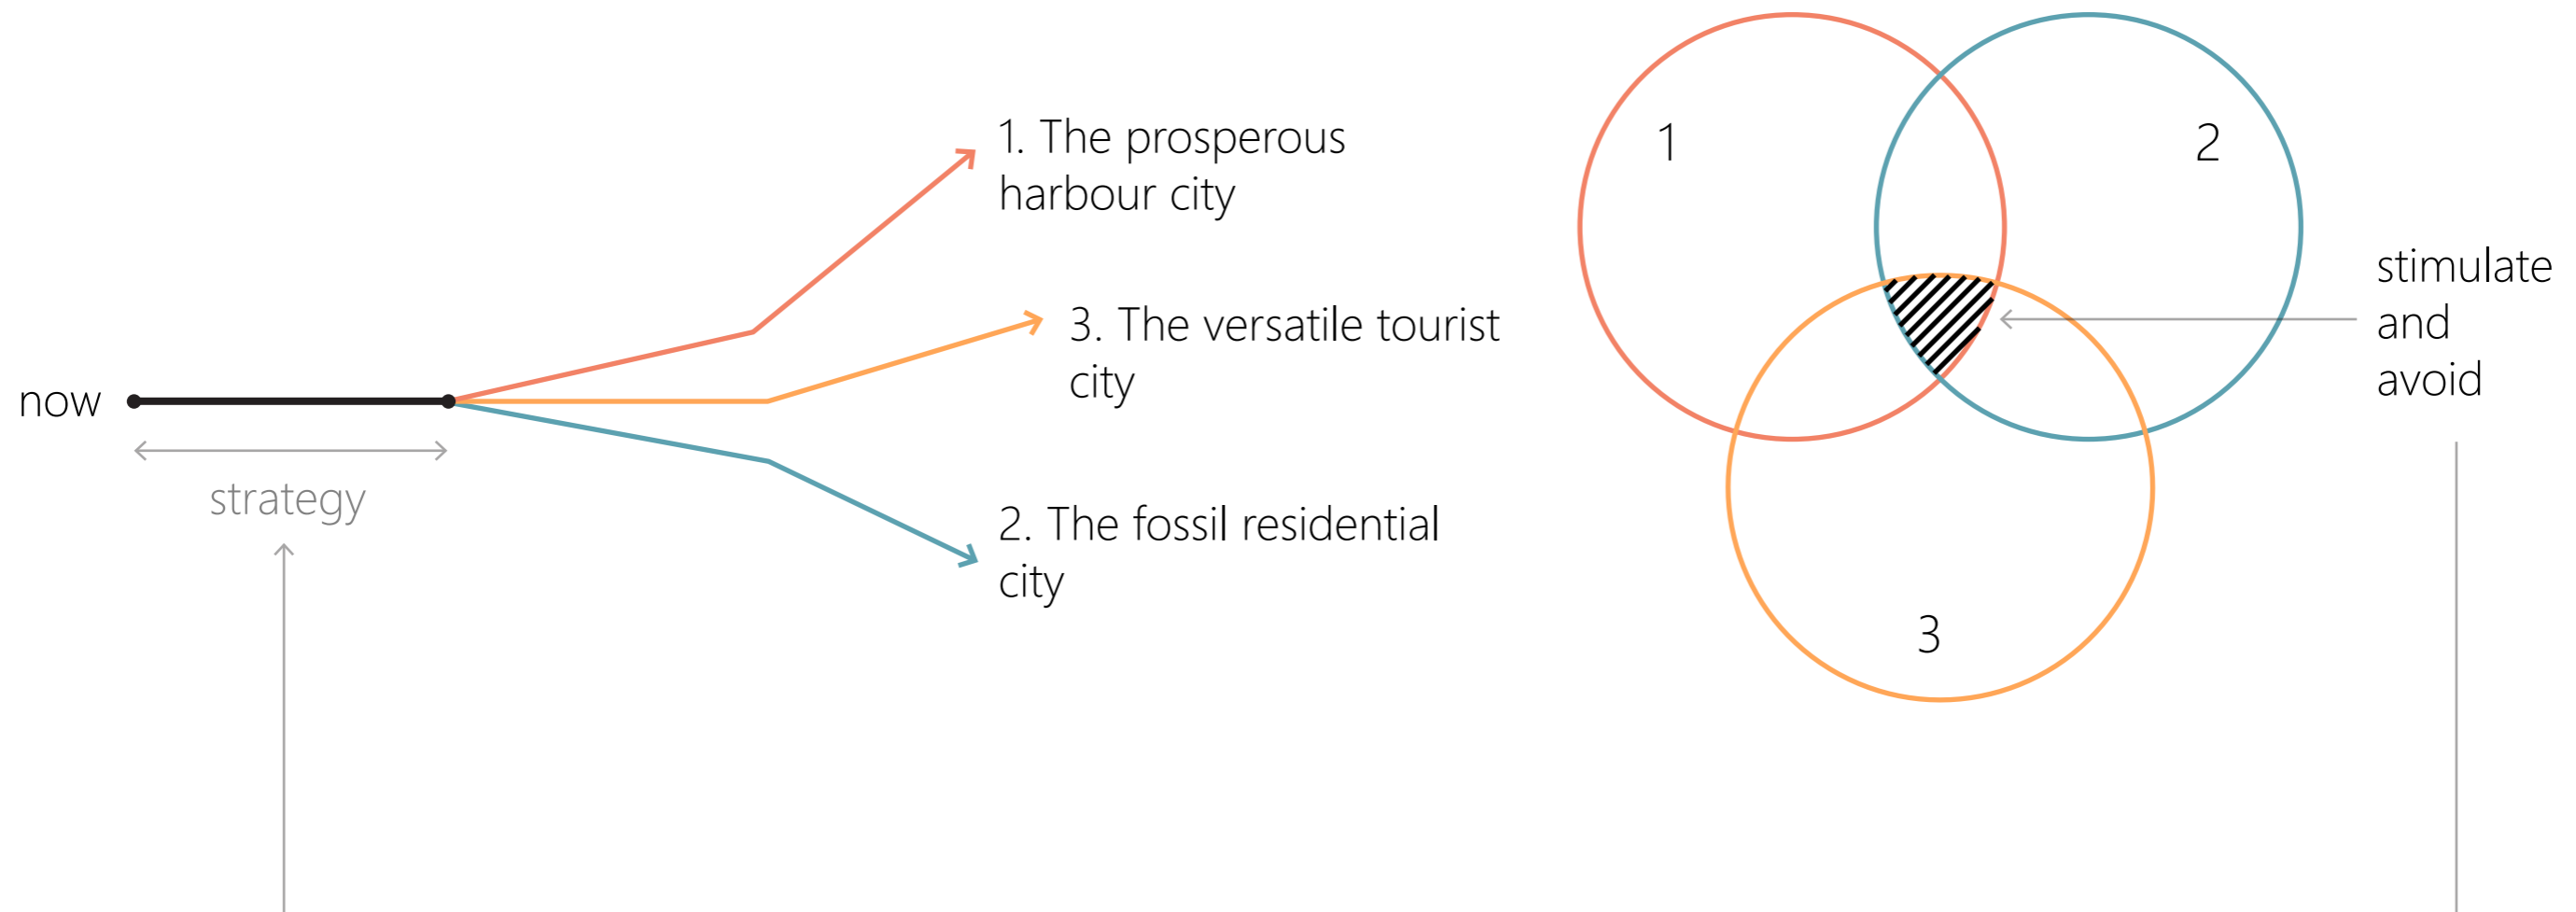 now
strategy
1. The prosperous
harbour city
3. The versatile tourist
city
2. The fossil residential
city
1
2
3
stimulate
and
avoid